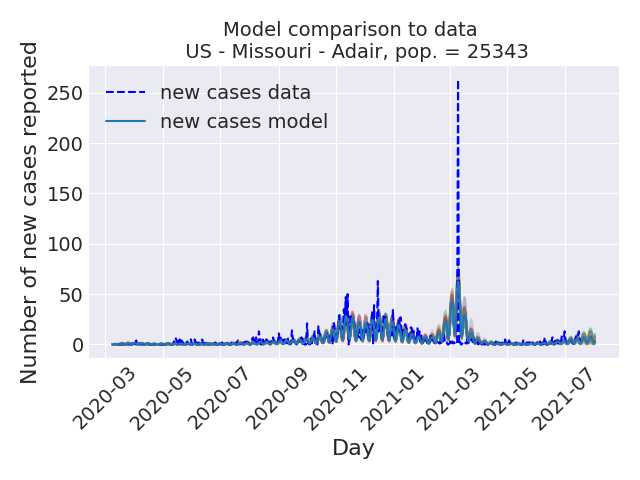 Model comparison to data
US - Missouri - Adair, pop. = 25343
Number of new cases reported
250
200
150
100
50
0
new cases data
new cases model
2020-03
2020-05
2020-07
2020-09
2020-11
2021-01
2021-03
2021-05
2021-07
Day